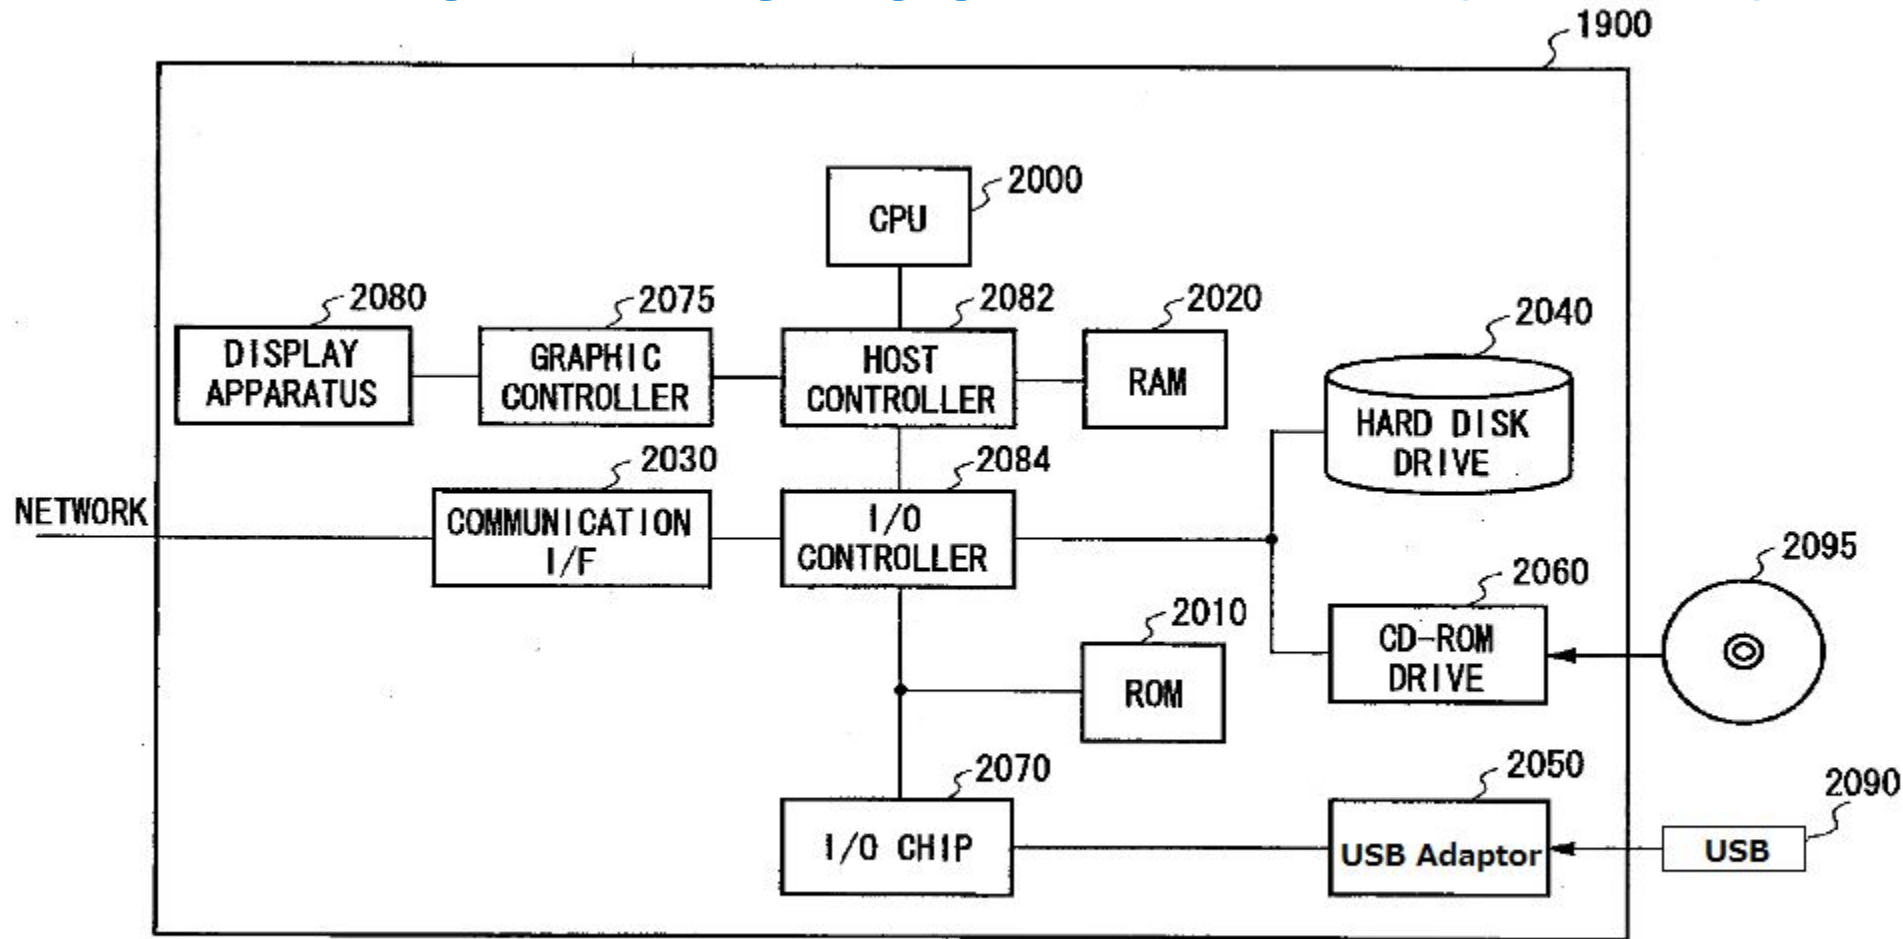 1900
CPU
2000
2080
DISPLAY
APPARATUS
2075
GRAPHIC
CONTROLLER
2082
HOST
CONTROLLER
2020
RAM
2040
HARD DISK
DRIVE
NETWORK
2030
COMMUNICATION
I/F
2084
I/O
CONTROLLER
2060
CD-ROM
DRIVE
2095
2010
ROM
2070
I/O CHIP
2050
USB Adaptor
2090
USB